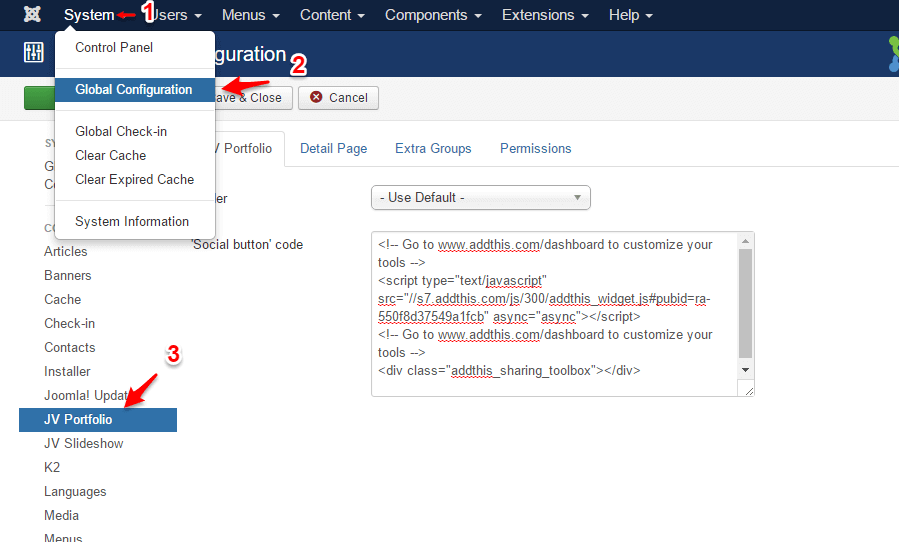 System 1 Users Menus Content Components Extensions Help
Control Panel
guration
2
Global Configuration
ave & Close Cancel
Global Check-in
Clear Cache
Clear Expired Cache
System Information
V Portfolio Detail Page Extra Groups Permissions
- Use Default -
'Social button' code
<!-- Go to www.addthis.com/dashboard to customize your
tools -->
<script type="text/javascript"
src="//s7.addthis.com/js/300/addthis_widget.js#pubid=ra-
550f8d37549a1fcb" async="async"></script>
<!-- Go to www.addthis.com/dashboard to customize your
tools -->
<div class="addthis_sharing_toolbox"></div>
Articles
Banners
Cache
Check-in
Contacts
3
Installer
Joomla! Updat
JV Portfolio
JV Slideshow
K2
Languages
Media
Menus